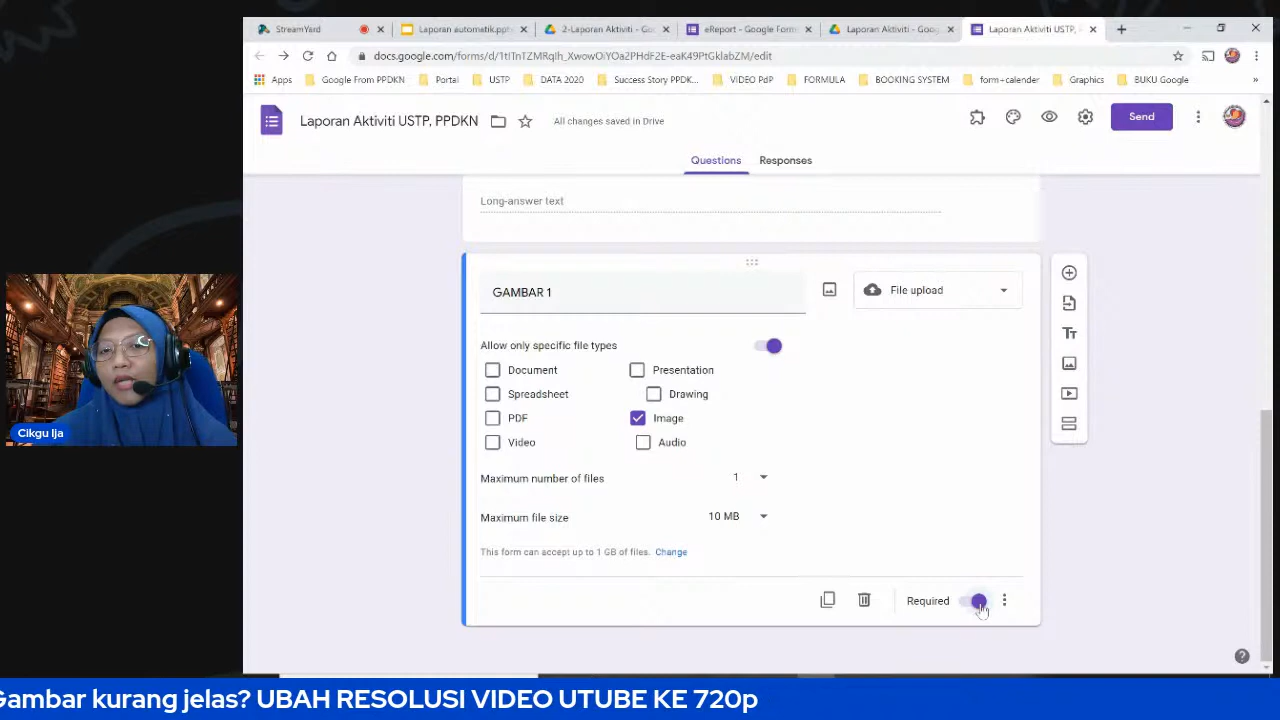 StreamYard
Laporan automatik.ppt
2-Laporan Aktiviti - Goo
eReport - Google Form
Laporan Aktiviti - Goog
Laporan Aktiviti USTP, F
docs.google.com/forms/d/1tITnTZMRqIh_XwowOiYOa2PHdF2E-eaK49PtGklabZM/edit
Apps
Google From PPDKN
Portal
USTP
DATA 2020
Success Story PPDK...
VIDEO PdP
FORMULA
BOOKING SYSTEM
form+calender
Graphics
BUKU Google
»
Laporan Aktiviti USTP, PPDKN
All changes saved in Drive
Send
Questions
Responses
Long-answer text
GAMBAR 1
File upload
Allow only specific file types
Document
Presentation
Spreadsheet
Drawing
PDF
Image
Video
Audio
Maximum number of files
1
Maximum file size
10 MB
This form can accept up to 1 GB of files. Change
Required
Cikgu Ija
Gambar kurang jelas? UBAH RESOLUSI VIDEO UTUBE KE 720p